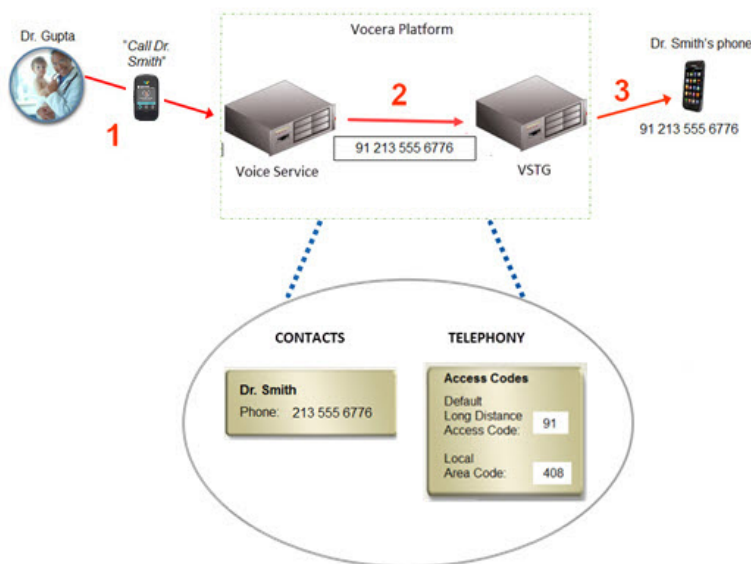 Vocera Platform
Dr. Gupta
"Call Dr.
Smith"
Dr. Smith's phone
1
2
3
91 213 555 6776
91 213 555 6776
Voice Service
VSTG
CONTACTS
TELEPHONY
Dr. Smith
Phone: 213 555 6776
Access Codes
Default
Long Distance
Access Code: 91
Local
Area Code: 408